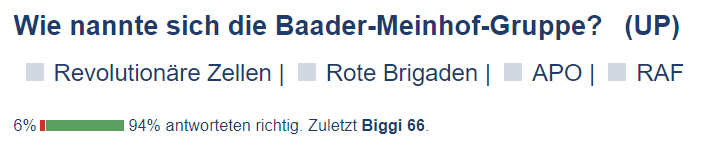 Wie nannte sich die Baader-Meinhof-Gruppe? (UP)
Revolutionäre Zellen | Rote Brigaden | APO | RAF
6% 94% antworteten richtig. Zuletzt Biggi 66.